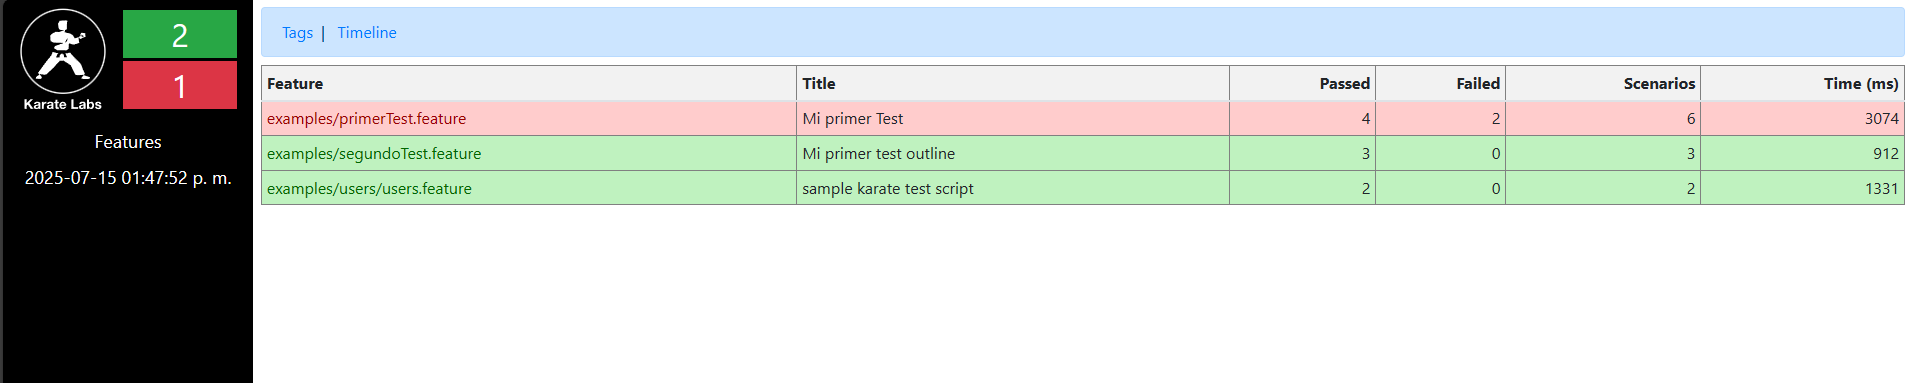 Karate Labs
2
1
Features
2025-07-15 01:47:52 p. m.
Tags | Timeline
Feature Title Passed Failed Scenarios Time (ms)
examples/primerTest.feature Mi primer Test 4 2 6 3074
examples/segundoTest.feature Mi primer test outline 3 0 3 912
examples/users/users.feature sample karate test script 2 0 2 1331